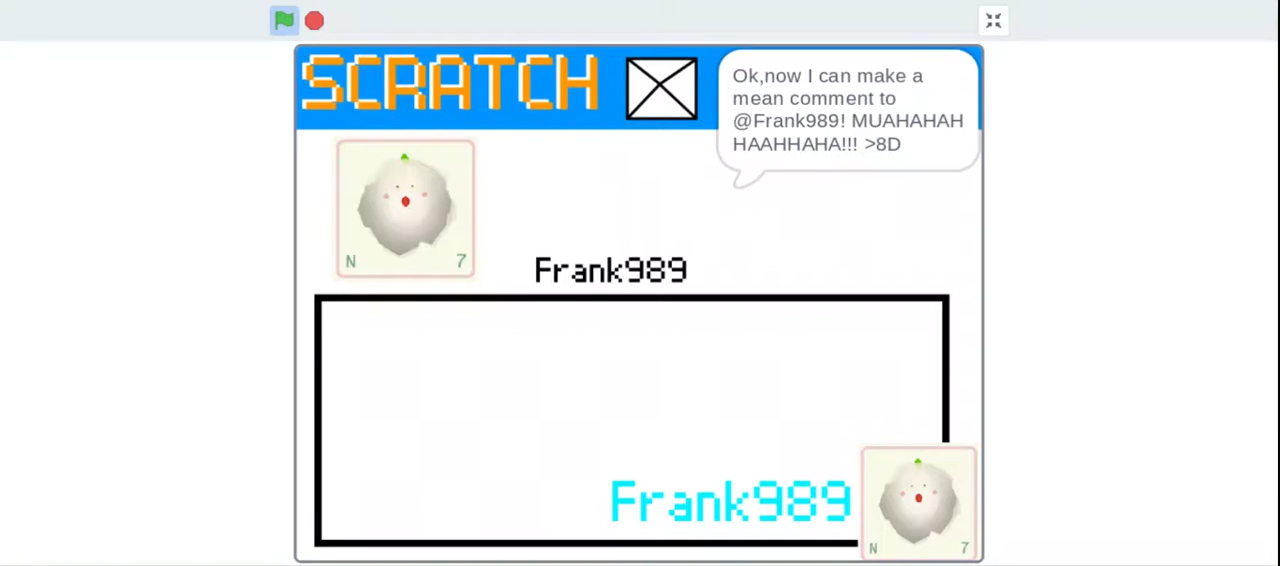 SCRATCH
Ok,now I can make a
mean comment to
@Frank989! MUAHAHAH
HAAHHAHA!!! >8D
N 7
Frank989
Frank989
N 7